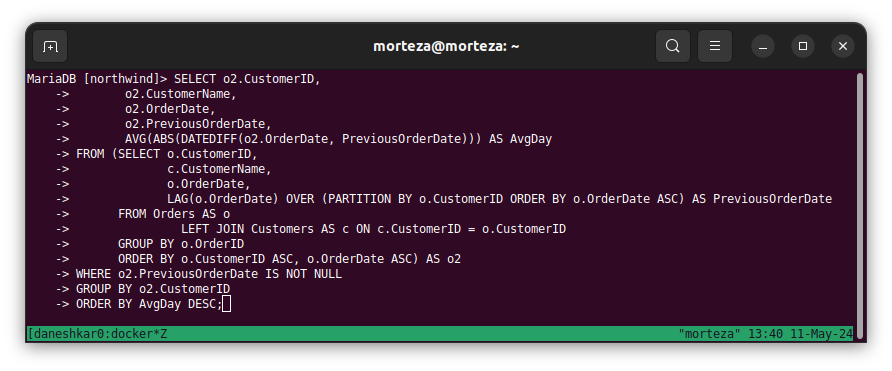 morteza@morteza: ~
MariaDB [northwind]> SELECT o2.CustomerID,
    ->        o2.CustomerName,
    ->        o2.OrderDate,
    ->        o2.PreviousOrderDate,
    ->        AVG(ABS(DATEDIFF(o2.OrderDate, PreviousOrderDate))) AS AvgDay
    -> FROM (SELECT o.CustomerID,
    ->              c.CustomerName,
    ->              o.OrderDate,
    ->              LAG(o.OrderDate) OVER (PARTITION BY o.CustomerID ORDER BY o.OrderDate ASC) AS PreviousOrderDate
    ->       FROM Orders AS o
    ->                LEFT JOIN Customers AS c ON c.CustomerID = o.CustomerID
    ->       GROUP BY o.OrderID
    ->       ORDER BY o.CustomerID ASC, o.OrderDate ASC) AS o2
    -> WHERE o2.PreviousOrderDate IS NOT NULL
    -> GROUP BY o2.CustomerID
    -> ORDER BY AvgDay DESC;
[daneshkar0:docker*Z "morteza" 13:40 11-May-24